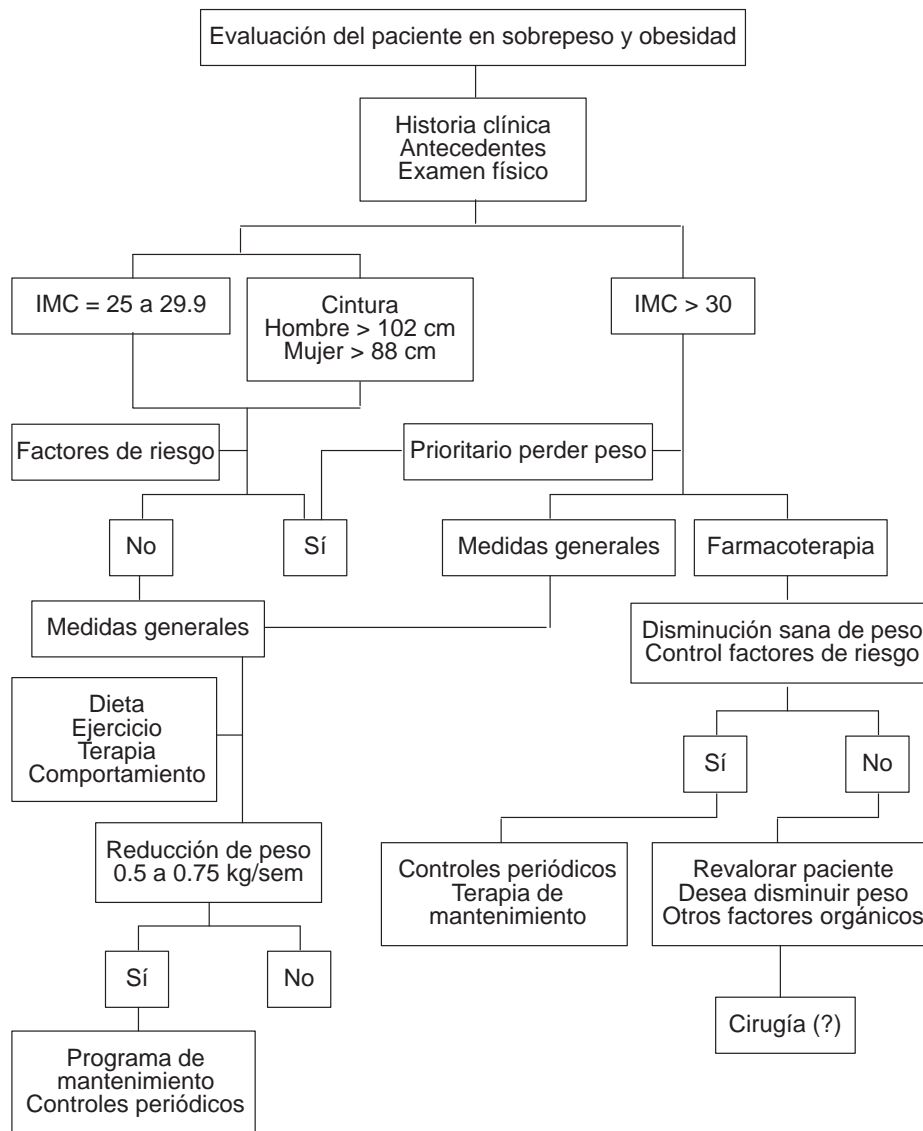 Evaluación del paciente en sobrepeso y obesidad
Historia clínica
Antecedentes
Examen físico
IMC = 25 a 29.9
Cintura
Hombre > 102 cm
Mujer > 88 cm
IMC > 30
Factores de riesgo
Prioritario perder peso
No
Sí
Medidas generales
Farmacoterapia
Medidas generales
Disminución sana de peso
Control factores de riesgo
Dieta
Ejercicio
Terapia
Comportamiento
Sí
No
Reducción de peso
0.5 a 0.75 kg/sem
Controles periódicos
Terapia de
mantenimiento
Revalorar paciente
Desea disminuir peso
Otros factores orgánicos
Sí
No
Cirugía (?)
Programa de
mantenimiento
Controles periódicos